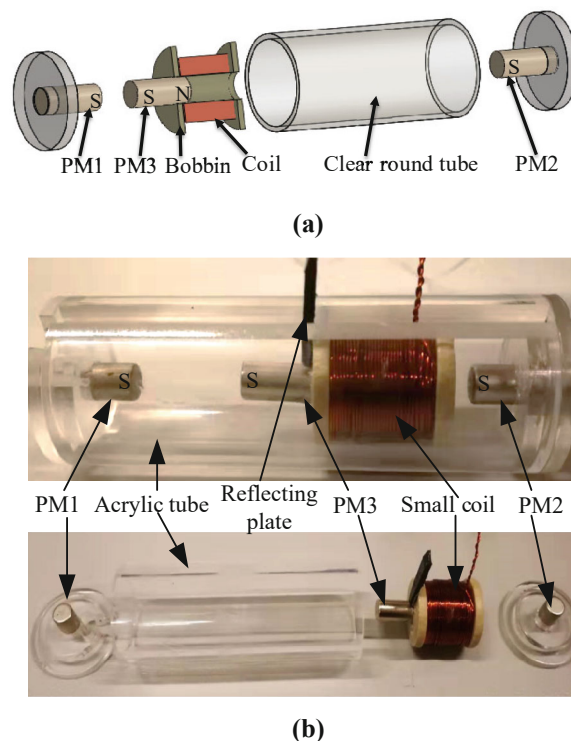 S
S N
S
PM1 PM3 Bobbin Coil Clear round tube PM2
(a)
S
S
S
PM1 Acrylic tube Reflecting plate PM3 Small coil PM2
(b)